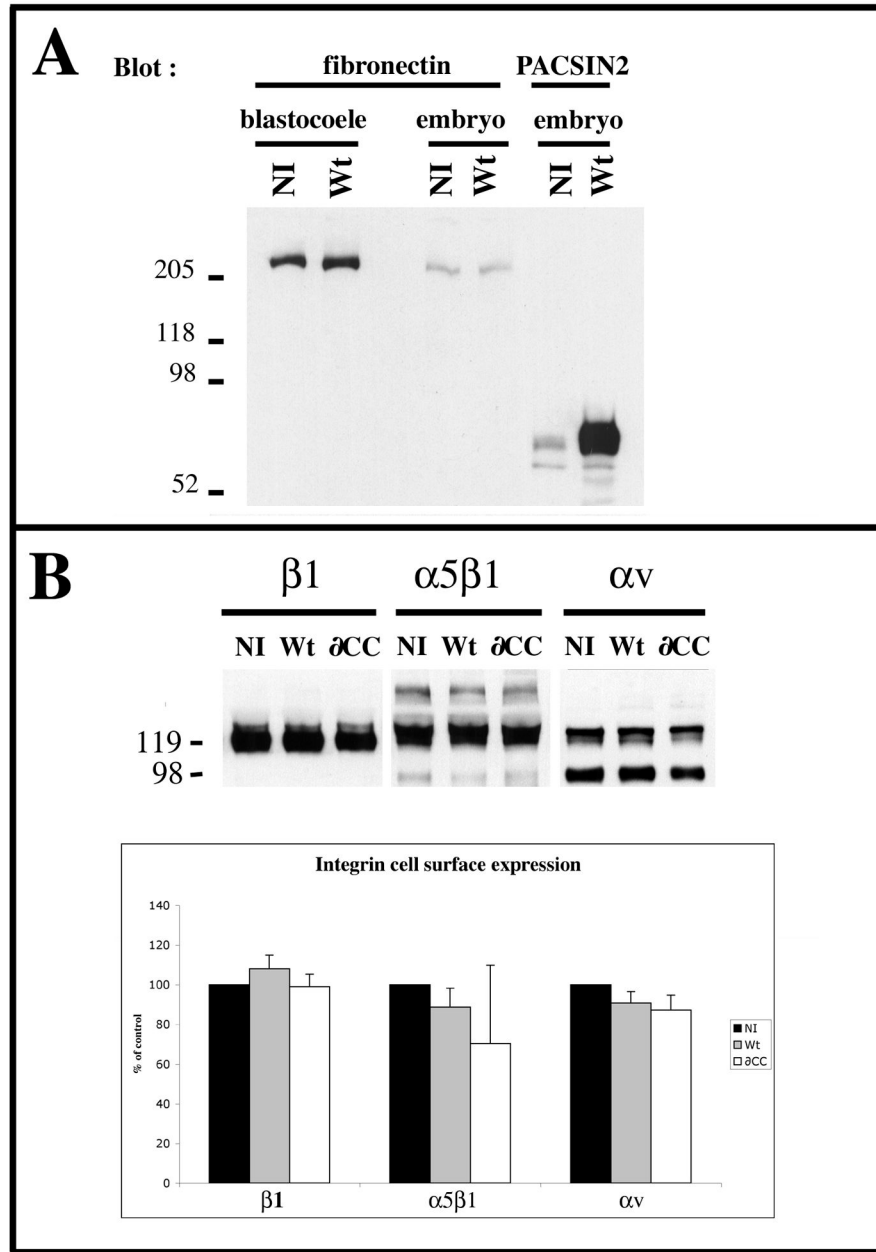 A
Blot :
fibronectin PACSIN2
blastocoele embryo embryo
NI Wt NI Wt NI Wt
205
118
98
52
B
β1 α5β1 αv
NI Wt ∂CC NI Wt ∂CC NI Wt ∂CC
119
98
Integrin cell surface expression
140
120
100
80
60
40
20
0
% of control
β1 α5β1 αv
NI
Wt
∂CC